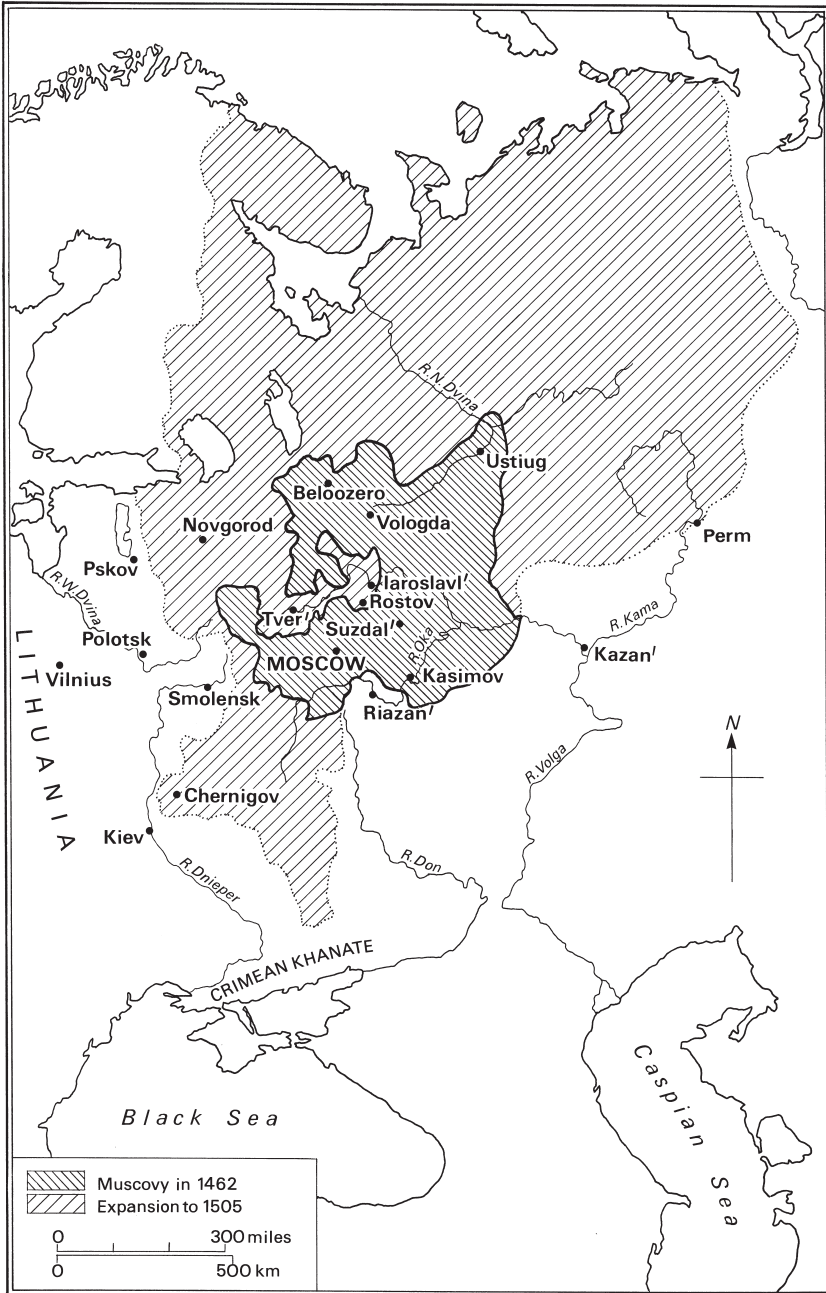 R.N.Dvina
Ustiug
Beloozero
Vologda
Novgorod
Perm
Pskov
Iaroslavl′
R.W.Dvina
Rostov
Tver′
R.Kama
Suzdal′
Polotsk
R.Oka
Kazan′
MOSCOW
Vilnius
Kasimov
Smolensk
Riazan′
LITHUANIA
N
R.Volga
Chernigov
Kiev
R.Don
R.Dnieper
CRIMEAN KHANATE
Black Sea
Caspian Sea
Muscovy in 1462
Expansion to 1505
0 300 miles
0 500 km